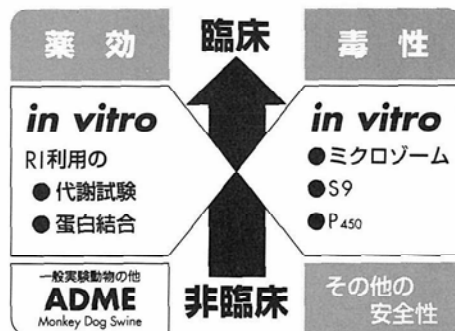 薬効
臨床
毒性
in vitro
RI利用の
●代謝試験
●蛋白結合
in vitro
●ミクロゾーム
●S9
●P450
一般実験動物の他
ADME
Monkey Dog Swine
非臨床
その他の
安全性